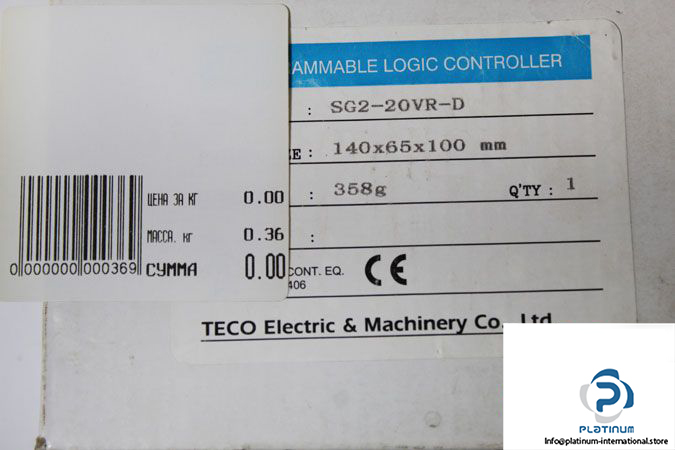 AMMABLE LOGIC CONTROLLER
: SG2-20VR-D
ZE : 140x65x100 mm
: 358g Q'TY : 1
:
CONT. EQ. CE
406
TECO Electric & Machinery Co., Ltd
ЦЕНА ЗА КГ 0.00
МАССА. кг 0.36
СУММА 0.00
0 000000 000369
PLATINUM
Info@platinum-international.store